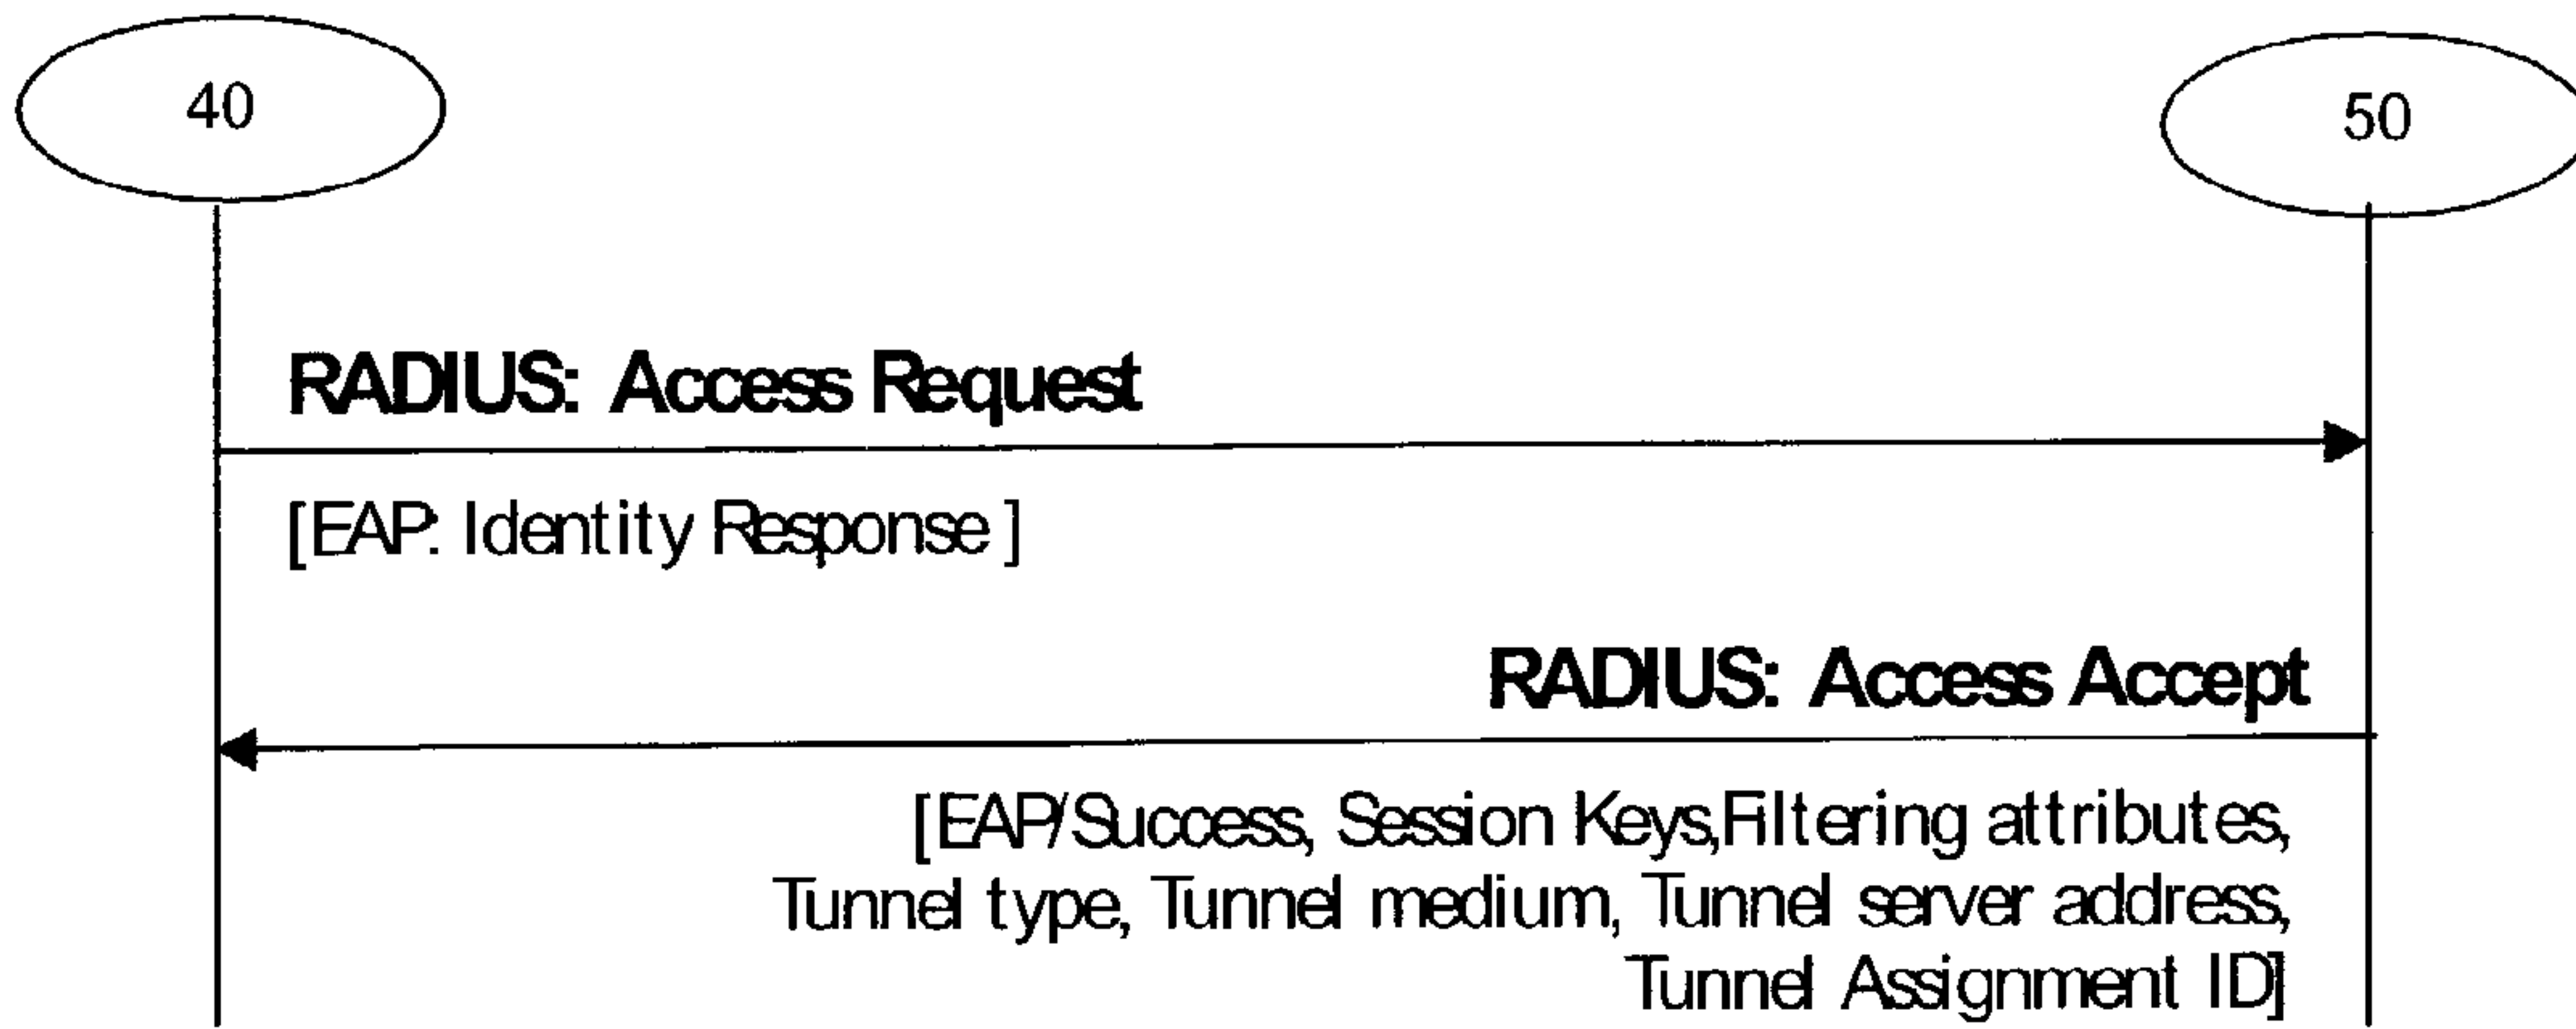 40
50
RADIUS: Access Request
[EAP: Identity Response ]
RADIUS: Access Accept
[EAP/Success, Session Keys,Filtering attributes,
Tunnel type, Tunnel medium, Tunnel server address,
Tunnel Assignment ID]